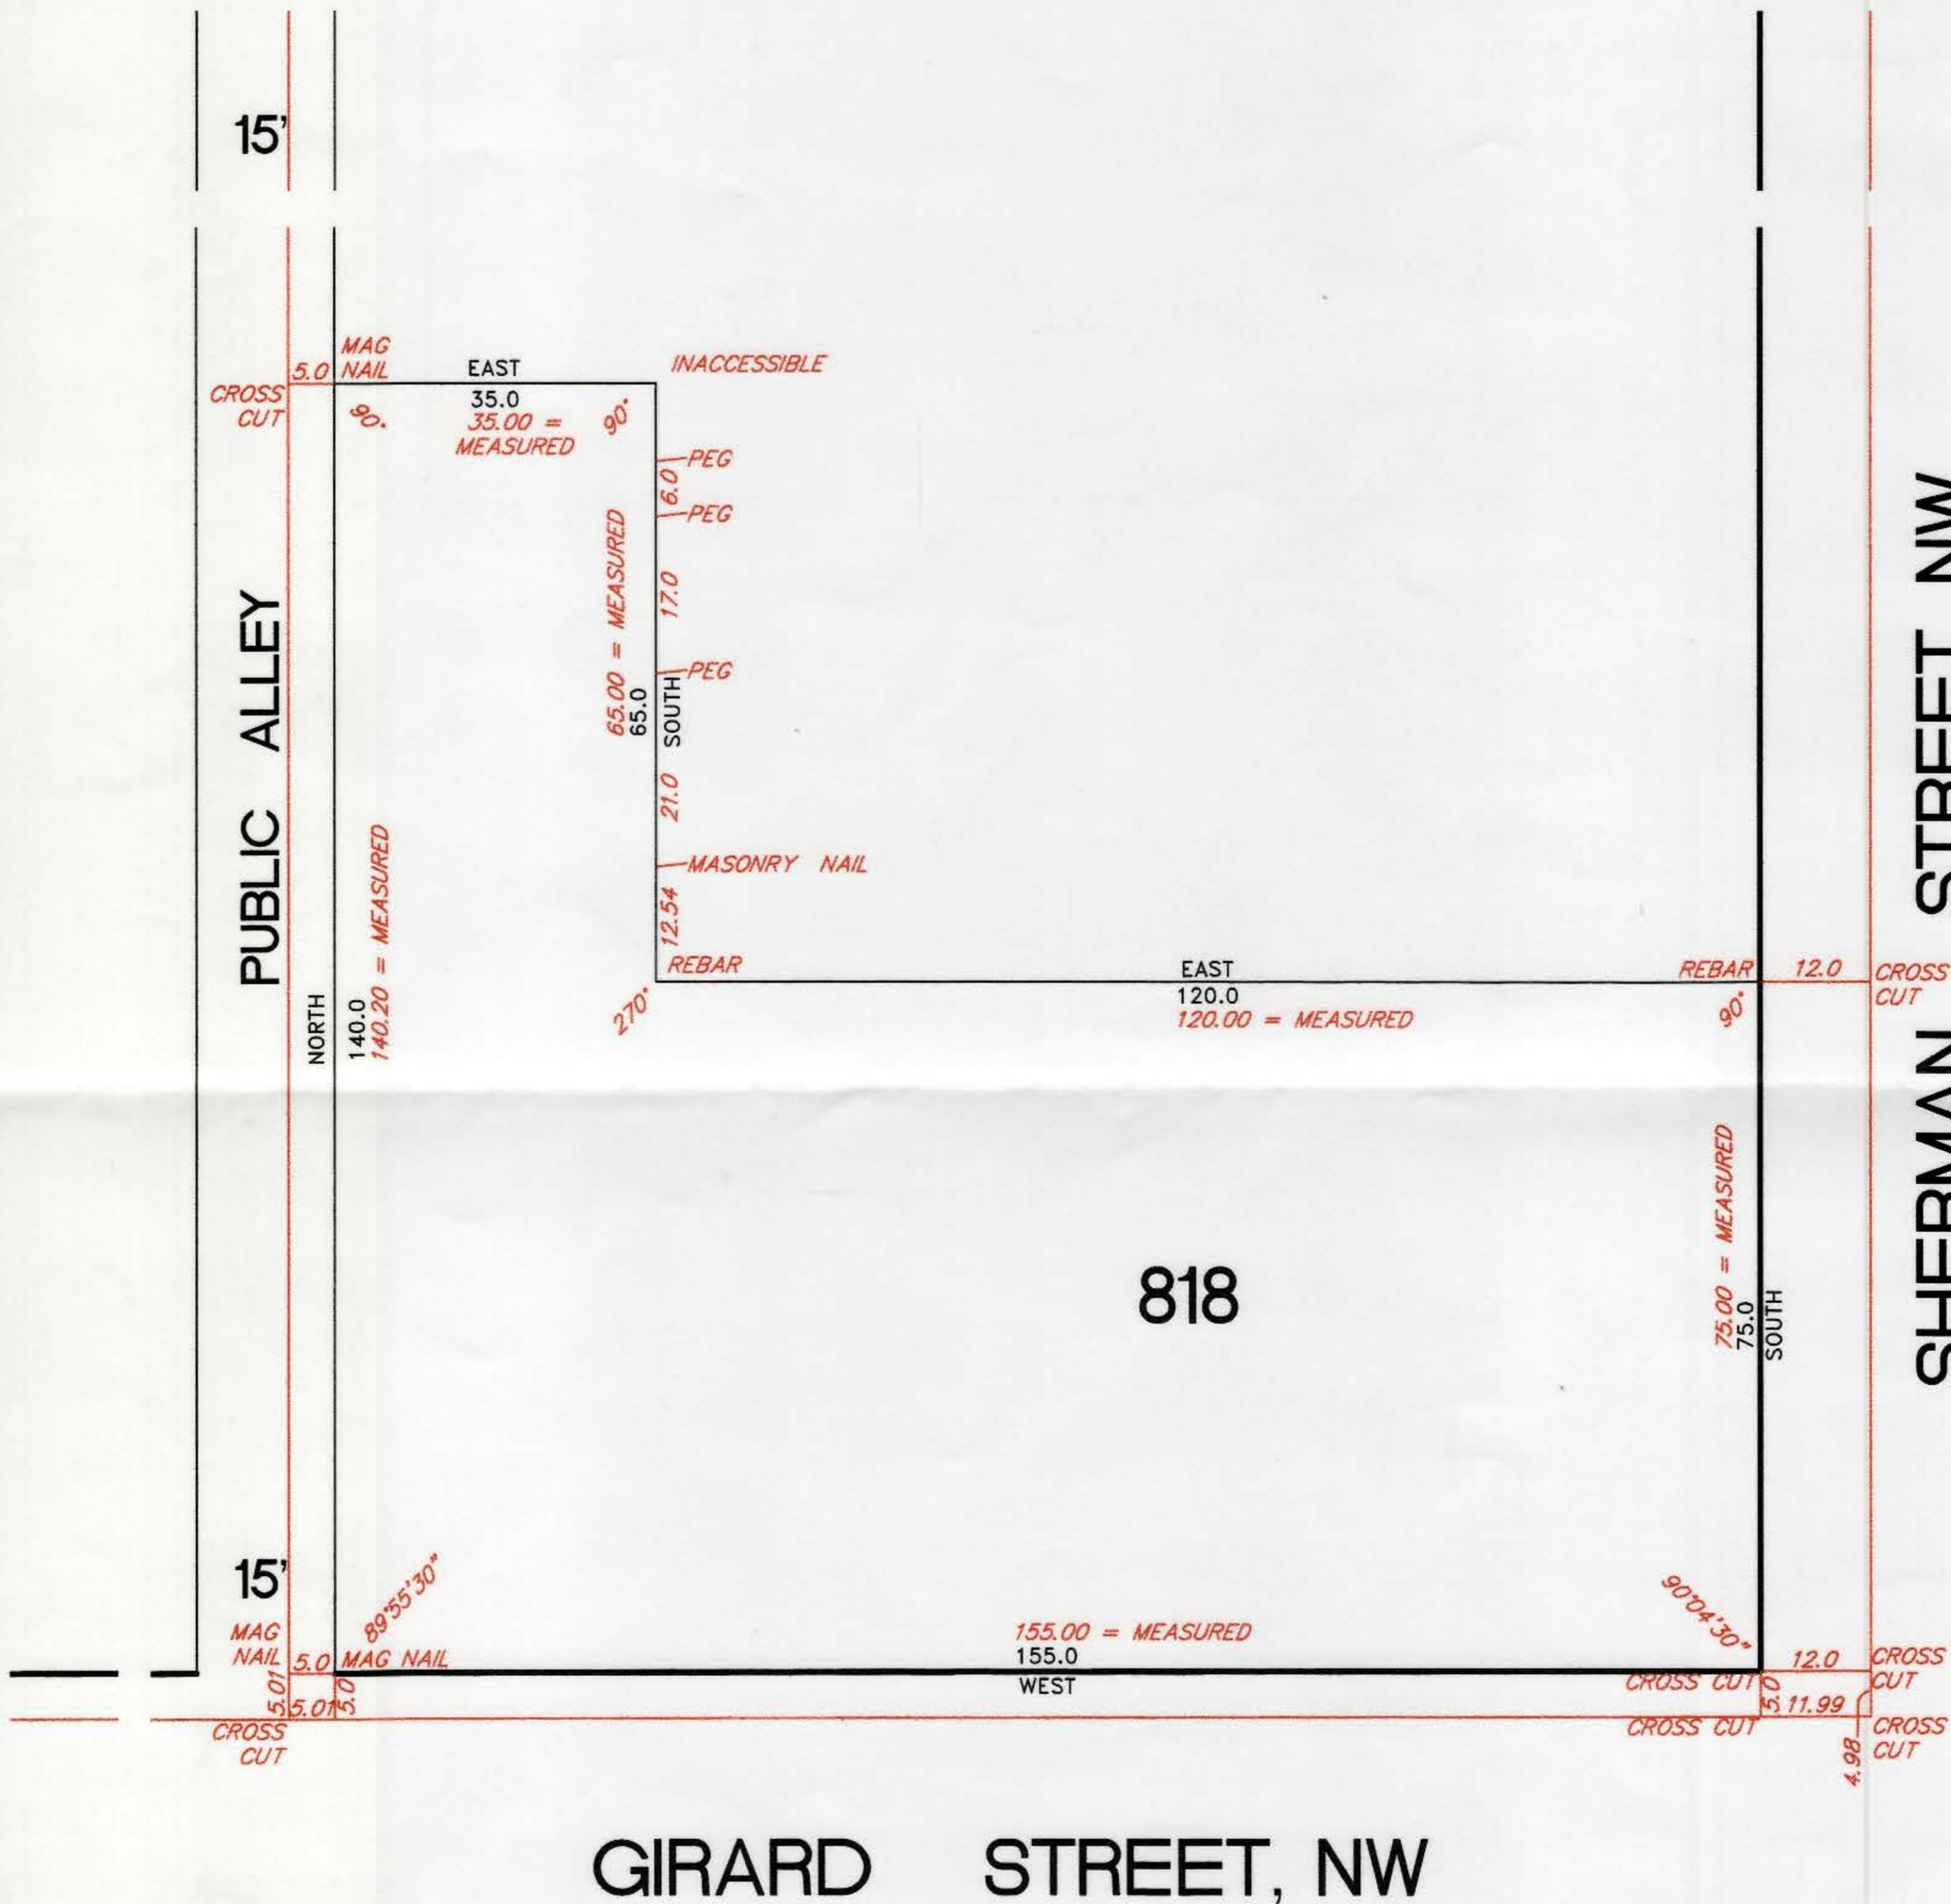 15'
MAG
NAIL
5.0
CROSS
CUT
EAST
35.0
35.00 =
MEASURED
90°
90°
INACCESSIBLE
PEG
6.0
PEG
17.0
PEG
65.00 = MEASURED
65.0
SOUTH
21.0
MASONRY NAIL
12.54
REBAR
270°
PUBLIC ALLEY
NORTH
140.0
140.20 = MEASURED
EAST
120.0
120.00 = MEASURED
REBAR
12.0
CROSS
CUT
90°
SHERMAN STREET NW
75.00 = MEASURED
75.0
SOUTH
818
15'
89°55'30"
90°04'30"
MAG
NAIL
5.0
MAG NAIL
155.00 = MEASURED
155.0
WEST
CROSS CUT
12.0
CROSS
CUT
5.01
5.01
5.0
CROSS
CUT
CROSS CUT
5.0
11.99
4.98
CROSS
CUT
GIRARD STREET, NW